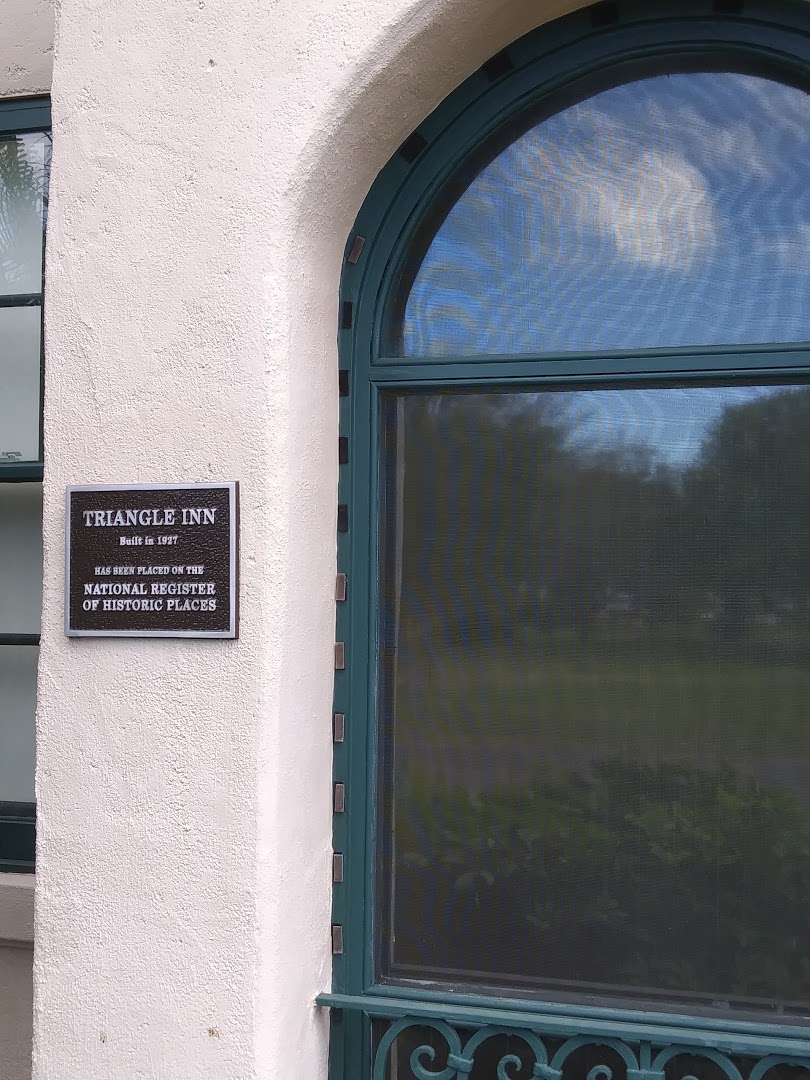 TRIANGLE INN
Built in 1927
HAS BEEN PLACED ON THE
NATIONAL REGISTER
OF HISTORIC PLACES